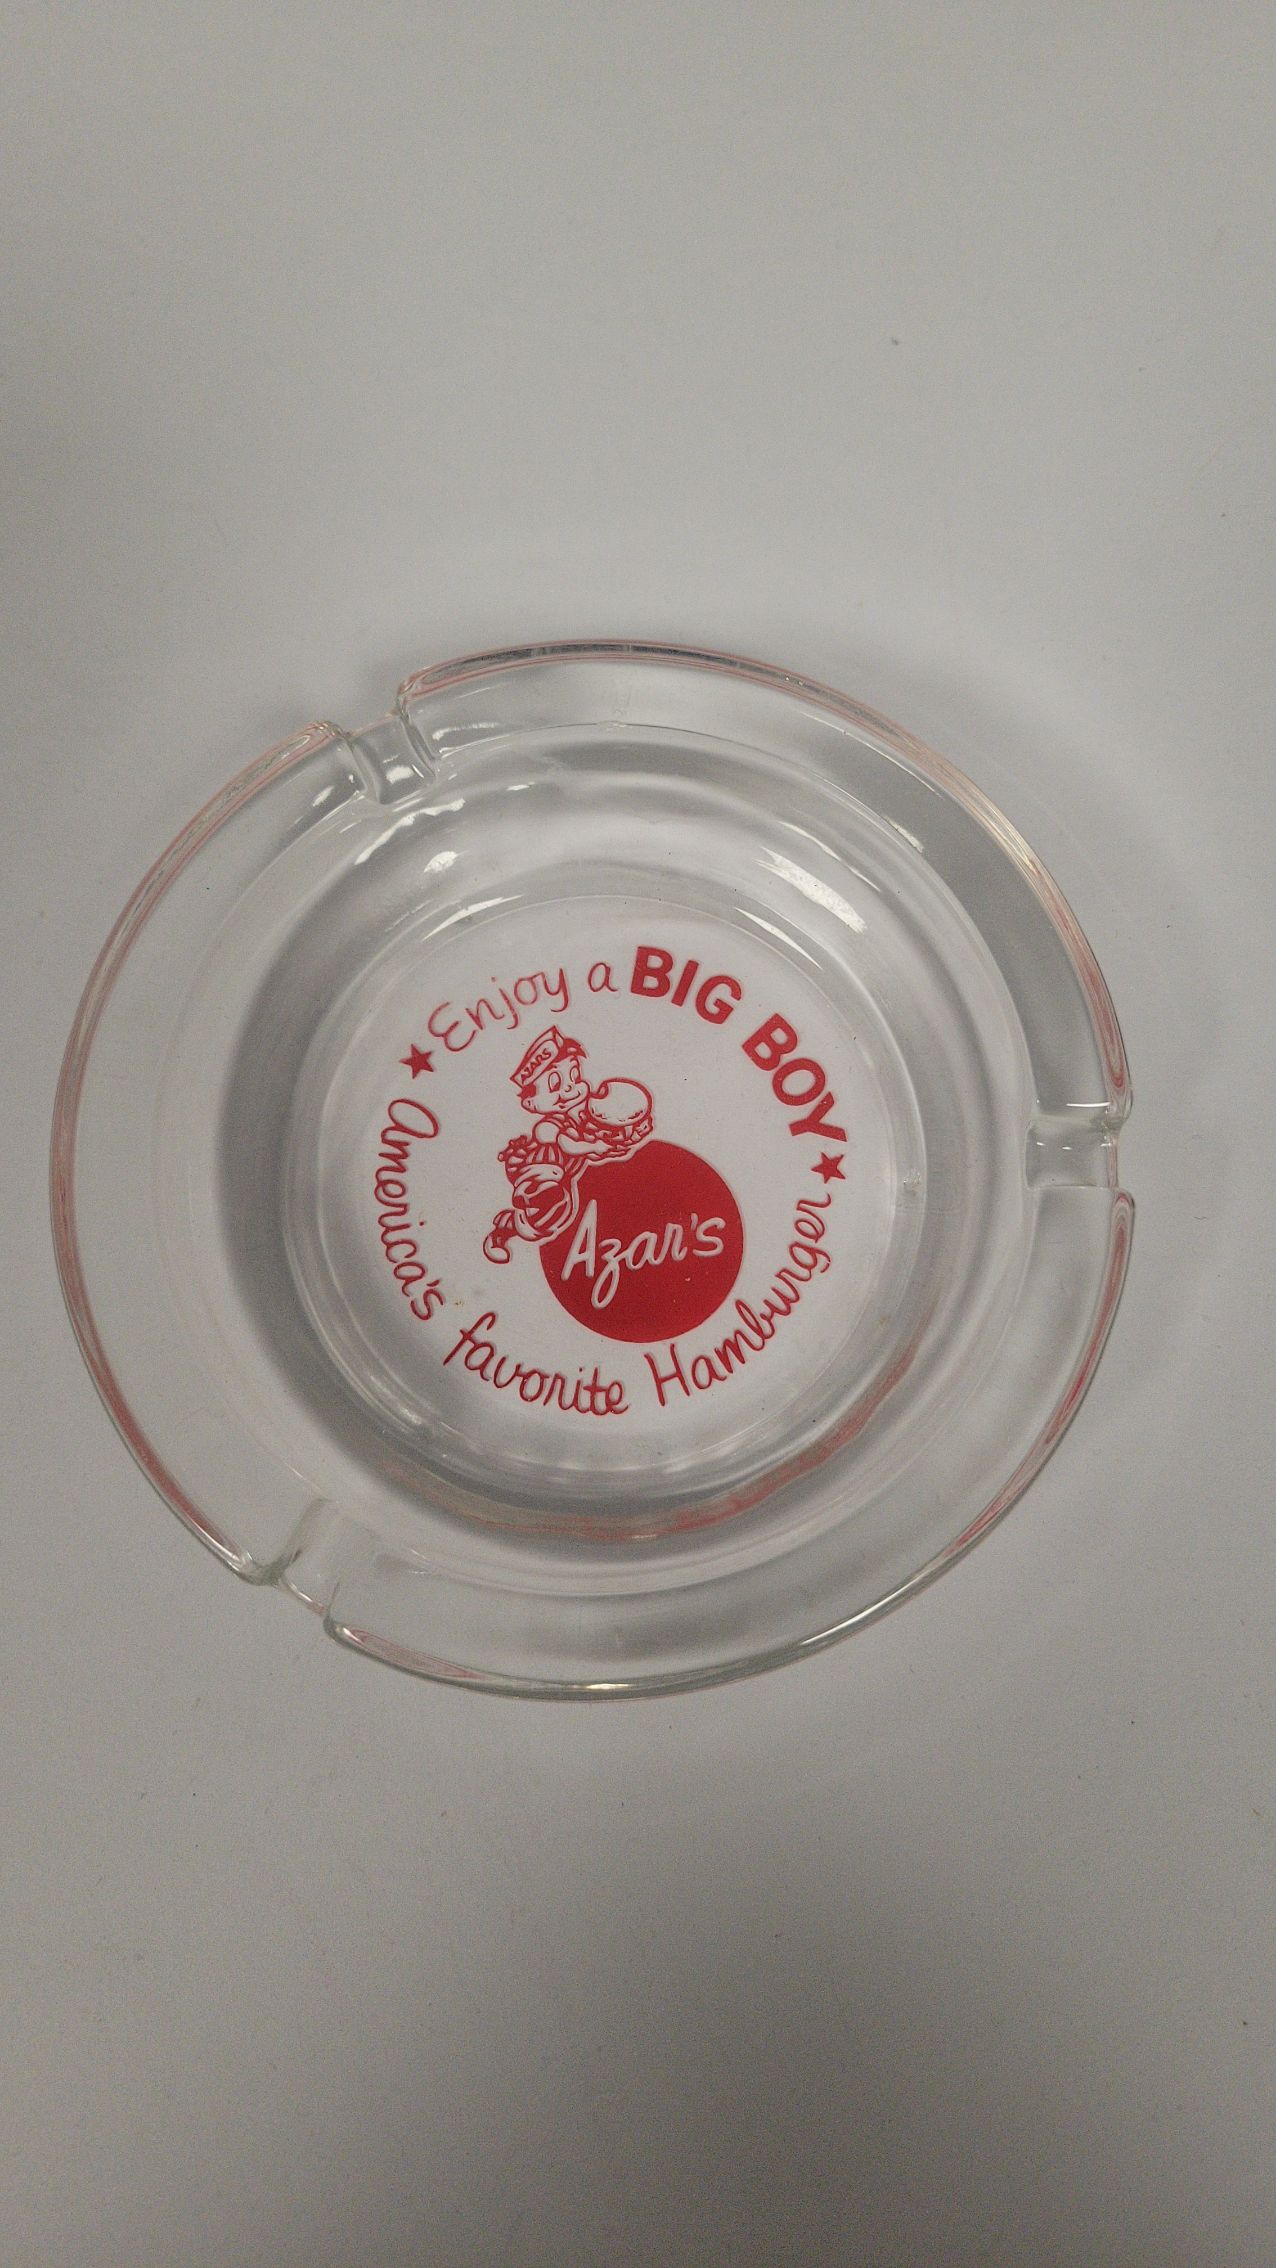 ★ Enjoy a BIG BOY ★
America's favorite Hamburger
AZARS
Azar's